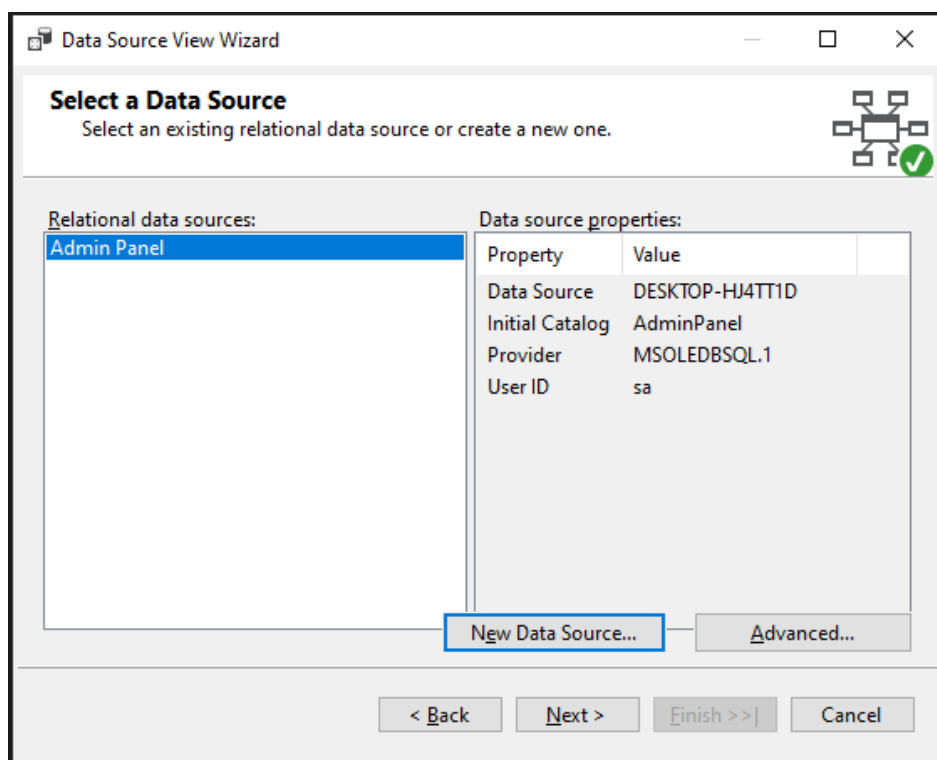 Data Source View Wizard
Select a Data Source
Select an existing relational data source or create a new one.
Relational data sources:
Admin Panel
Data source properties:
Property Value
Data Source DESKTOP-HJ4TT1D
Initial Catalog AdminPanel
Provider MSOLEDBSQL.1
User ID sa
New Data Source...
Advanced...
< Back
Next >
Finish >>|
Cancel